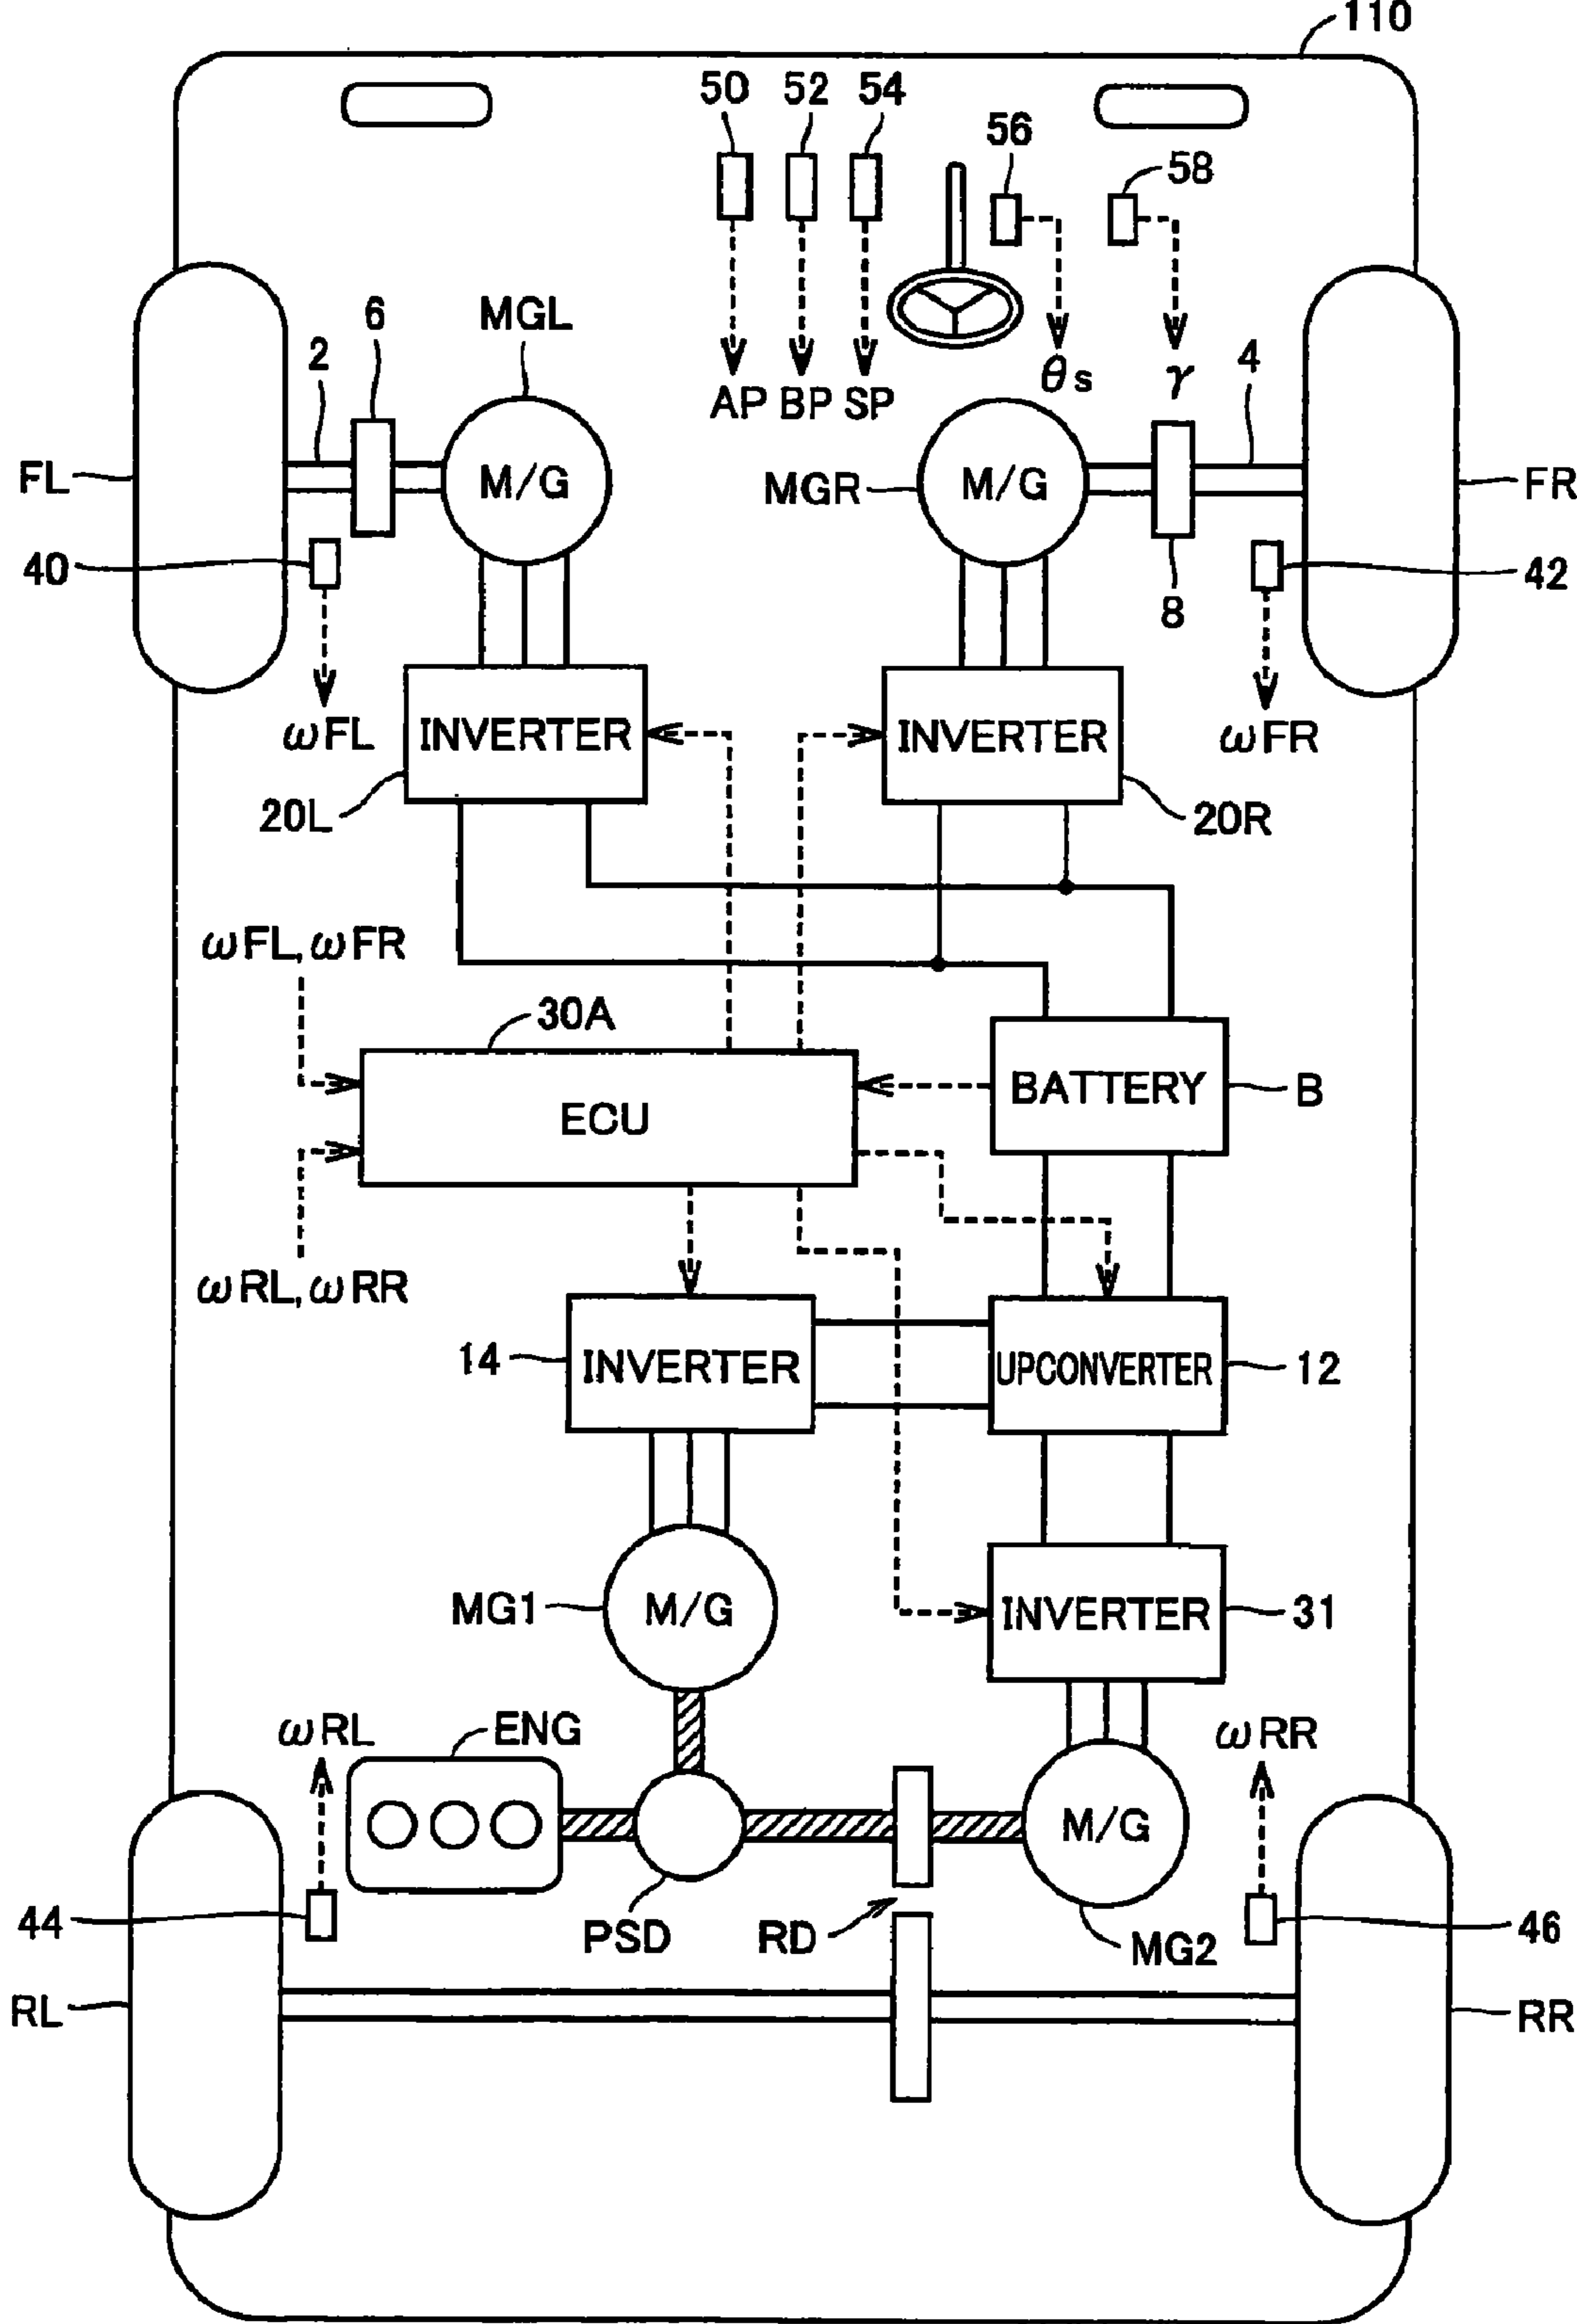 110
50 52 54
56
58
6
MGL
2
θs
γ
4
AP BP SP
FL
M/G
MGR
M/G
FR
40
42
8
ωFL
INVERTER
INVERTER
ωFR
20L
20R
ωFL, ωFR
30A
BATTERY
B
ECU
ωRL, ωRR
14
INVERTER
UPCONVERTER
12
MG1
M/G
INVERTER
31
ωRL
ENG
ωRR
M/G
44
PSD
RD
MG2
46
RL
RR